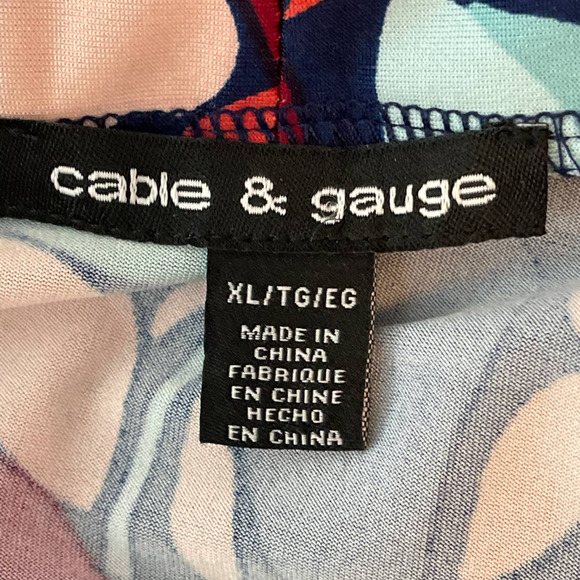 cable & gauge
XL/TG/EG
MADE IN
CHINA
FABRIQUE
EN CHINE
HECHO
EN CHINA